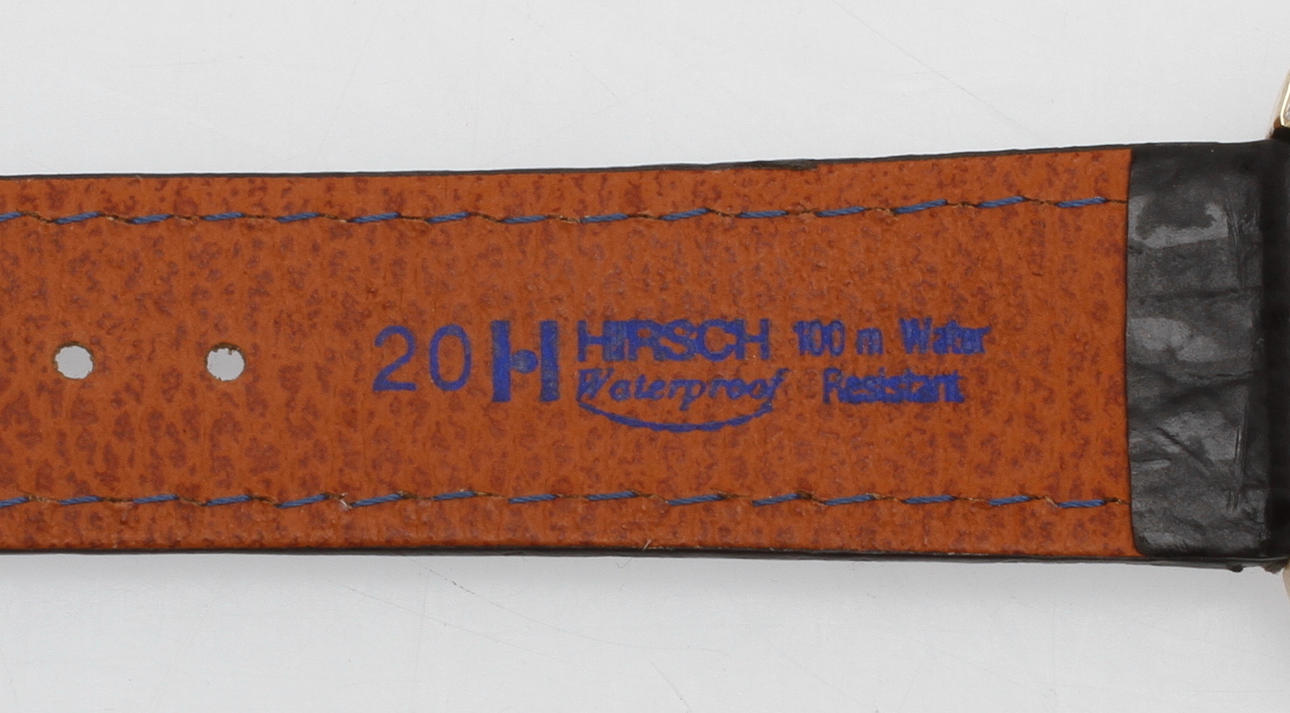 20 H HIRSCH 100 m Water
Waterproof Resistant